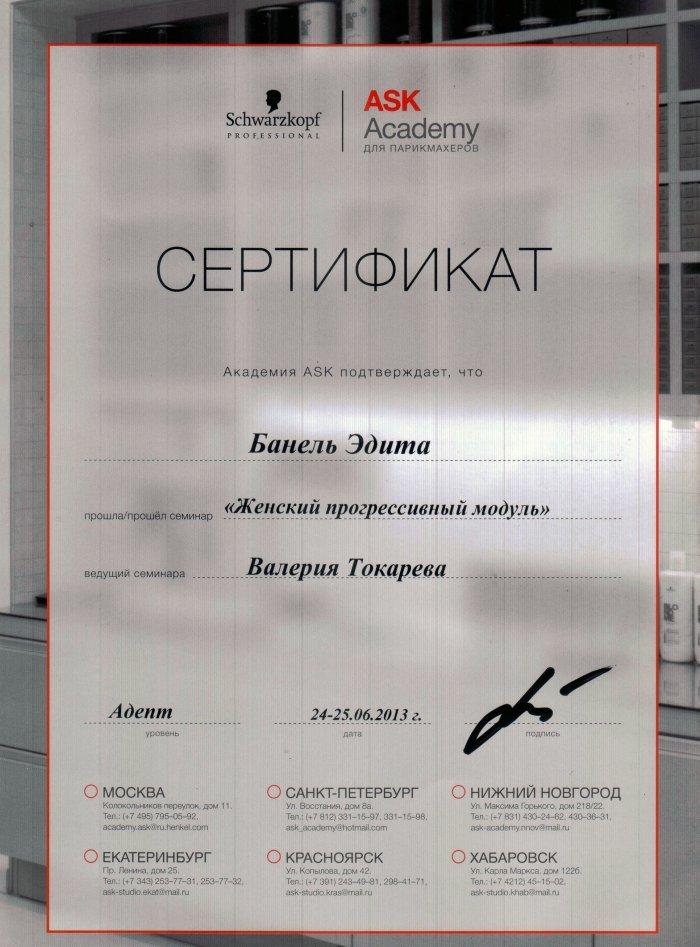 Schwarzkopf
PROFESSIONAL
ASK
Academy
ДЛЯ ПАРИКМАХЕРОВ
СЕРТИФИКАТ
Академия ASK подтверждает, что
Банель Эдита
прошла/прошёл семинар «Женский прогрессивный модуль»
ведущий семинара Валерия Токарева
Адепт
уровень
24-25.06.2013 г.
дата
подпись
МОСКВА
Колокольников переулок, дом 11.
Тел.: (+7 495) 795–05–92,
academy.ask@ru.henkel.com
САНКТ-ПЕТЕРБУРГ
Ул. Восстания, дом 8а.
Тел.: (+7 812) 331–15–97, 331–15–98,
ask_academy@hotmail.com
НИЖНИЙ НОВГОРОД
Ул. Максима Горького, дом 218/22.
Тел.: (+7 831) 430–24–62, 430–36–31,
ask-academy.nnov@mail.ru
ЕКАТЕРИНБУРГ
Пр. Ленина, дом 25.
Тел.: (+7 343) 253–77–31, 253–77–32,
ask-studio.ekat@mail.ru
КРАСНОЯРСК
Ул. Копылова, дом 42.
Тел.: (+7 391) 243–49–81, 298–41–71,
ask-studio.kras@mail.ru
ХАБАРОВСК
Ул. Карла Маркса, дом 122б.
Тел.: (+7 4212) 45–15–02,
ask-studio.khab@mail.ru